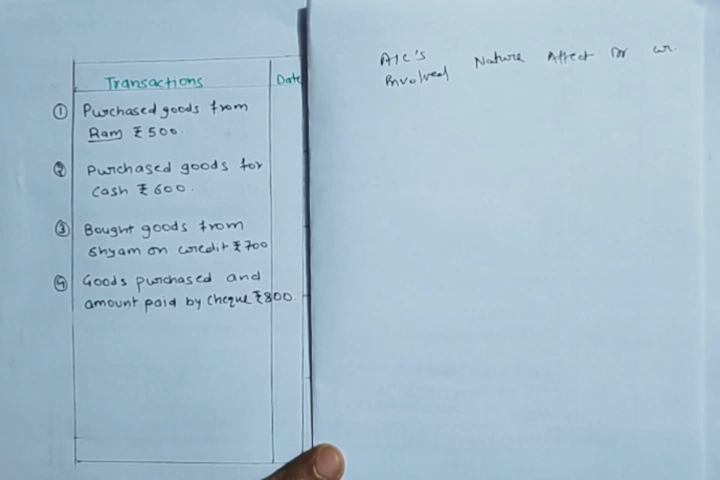 Transactions Date
① Purchased goods from
Ram ₹500.
② Purchased goods for
cash ₹600.
③ Bought goods from
Shyam on credit ₹700
④ Goods purchased and
amount paid by cheque ₹800.
A/c's Nature Affect Dr Cr.
Involved